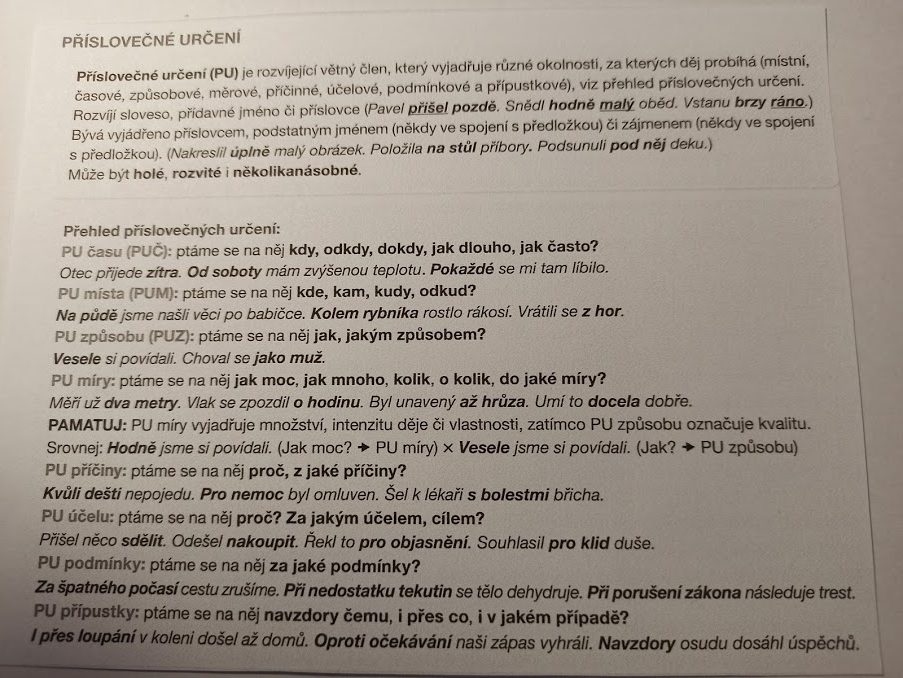 PŘÍSLOVEČNÉ URČENÍ
Příslovečné určení (PU) je rozvíjející větný člen, který vyjadřuje různé okolnosti, za kterých děj probíhá (místní,
časové, způsobové, měrové, příčinné, účelové, podmínkové a přípustkové), viz přehled příslovečných určení.
Rozvíjí sloveso, přídavné jméno či příslovce (Pavel přišel pozdě. Snědl hodně malý oběd. Vstanu brzy ráno.)
Bývá vyjádřeno příslovcem, podstatným jménem (někdy ve spojení s předložkou) či zájmenem (někdy ve spojení
s předložkou). (Nakreslil úplně malý obrázek. Položila na stůl příbory. Podsunuli pod něj deku.)
Může být holé, rozvité i několikanásobné.
Přehled příslovečných určení:
PU času (PUČ): ptáme se na něj kdy, odkdy, dokdy, jak dlouho, jak často?
Otec přijede zítra. Od soboty mám zvýšenou teplotu. Pokaždé se mi tam líbilo.
PU místa (PUM): ptáme se na něj kde, kam, kudy, odkud?
Na půdě jsme našli věci po babičce. Kolem rybníka rostlo rákosí. Vrátili se z hor.
PU způsobu (PUZ): ptáme se na něj jak, jakým způsobem?
Vesele si povídali. Choval se jako muž.
PU míry: ptáme se na něj jak moc, jak mnoho, kolik, o kolik, do jaké míry?
Měří už dva metry. Vlak se zpozdil o hodinu. Byl unavený až hrůza. Umí to docela dobře.
PAMATUJ: PU míry vyjadřuje množství, intenzitu děje či vlastnosti, zatímco PU způsobu označuje kvalitu.
Srovnej: Hodně jsme si povídali. (Jak moc? → PU míry) × Vesele jsme si povídali. (Jak? → PU způsobu)
PU příčiny: ptáme se na něj proč, z jaké příčiny?
Kvůli dešti nepojedu. Pro nemoc byl omluven. Šel k lékaři s bolestmi břicha.
PU účelu: ptáme se na něj proč? Za jakým účelem, cílem?
Přišel něco sdělit. Odešel nakoupit. Řekl to pro objasnění. Souhlasil pro klid duše.
PU podmínky: ptáme se na něj za jaké podmínky?
Za špatného počasí cestu zrušíme. Při nedostatku tekutin se tělo dehydruje. Při porušení zákona následuje trest.
PU přípustky: ptáme se na něj navzdory čemu, i přes co, i v jakém případě?
I přes loupání v koleni došel až domů. Oproti očekávání naši zápas vyhráli. Navzdory osudu dosáhl úspěchů.